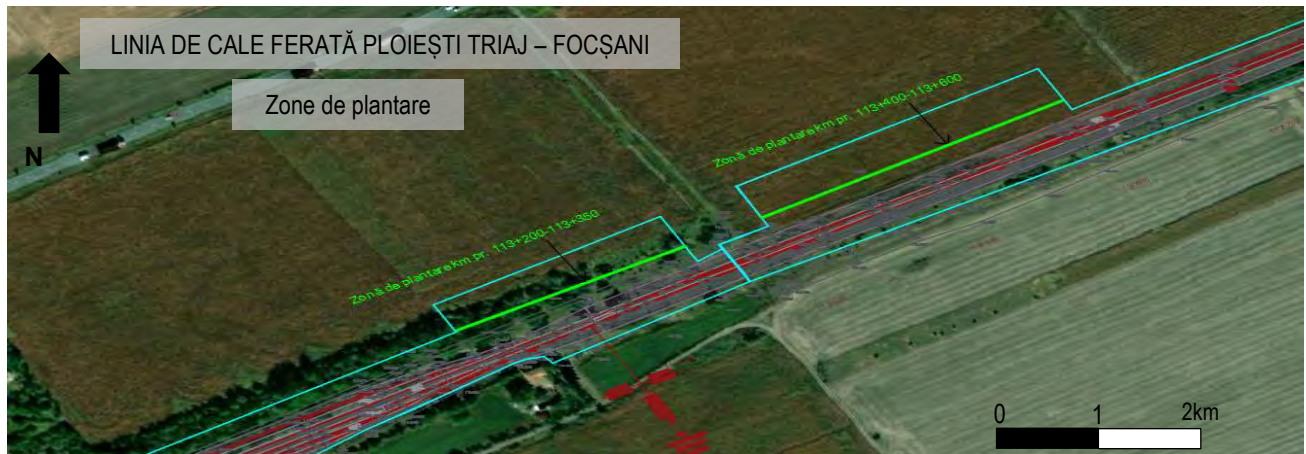 LINIA DE CALE FERATĂ PLOIEȘTI TRIAJ – FOCȘANI
Zone de plantare
N
Zonă de plantare km pr. 113+400-113+600
Zonă de plantare km pr. 113+200-113+350
0 1 2km